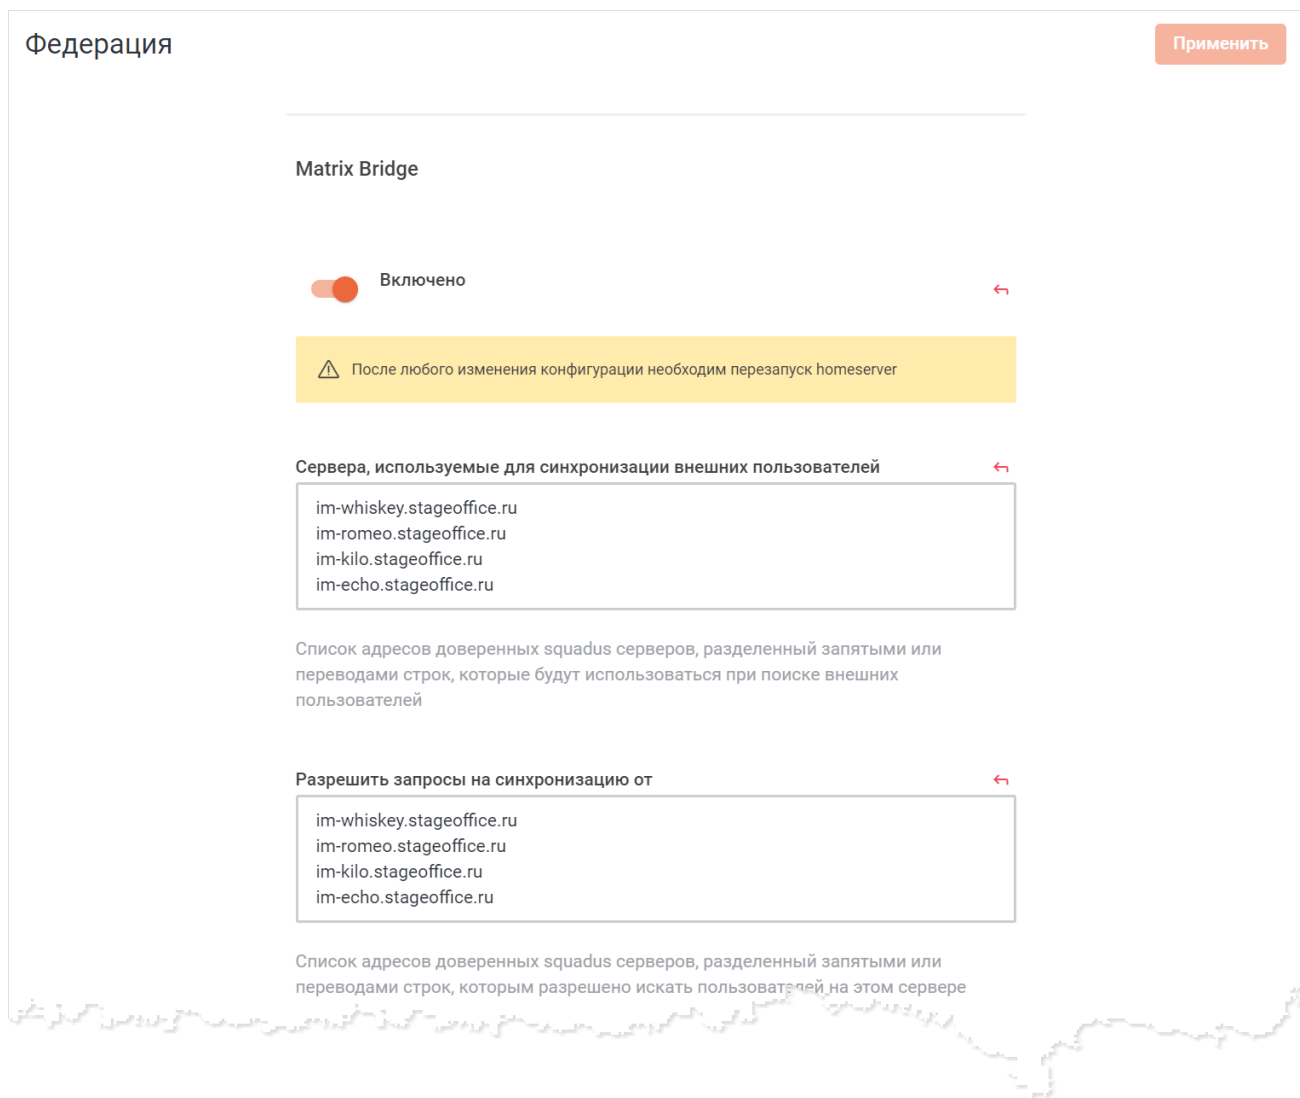 Федерация
Применить
Matrix Bridge
Включено
После любого изменения конфигурации необходим перезапуск homeserver
Сервера, используемые для синхронизации внешних пользователей
im-whiskey.stageoffice.ru
im-romeo.stageoffice.ru
im-kilo.stageoffice.ru
im-echo.stageoffice.ru
Список адресов доверенных squadus серверов, разделенный запятыми или
переводами строк, которые будут использоваться при поиске внешних
пользователей
Разрешить запросы на синхронизацию от
im-whiskey.stageoffice.ru
im-romeo.stageoffice.ru
im-kilo.stageoffice.ru
im-echo.stageoffice.ru
Список адресов доверенных squadus серверов, разделенный запятыми или
переводами строк, которым разрешено искать пользователей на этом сервере